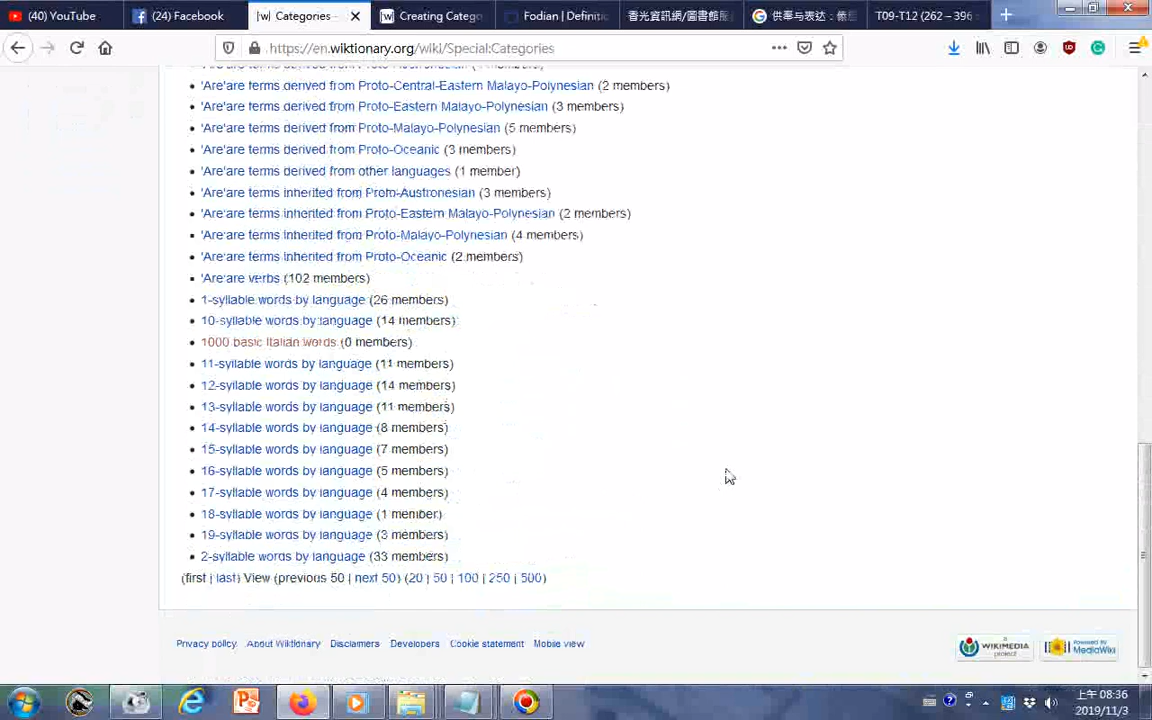 (40) YouTube
(24) Facebook
Categories -
Creating Catego
Fodian | Definiti
香光資訊網/圖書館服
供奉与表达:
T09-T12 (262 – 396
https://en.wiktionary.org/wiki/Special:Categories
'Are'are terms derived from Proto-Central-Eastern Malayo-Polynesian (2 members)
'Are'are terms derived from Proto-Eastern Malayo-Polynesian (3 members)
'Are'are terms derived from Proto-Malayo-Polynesian (5 members)
'Are'are terms derived from Proto-Oceanic (3 members)
'Are'are terms derived from other languages (1 member)
'Are'are terms inherited from Proto-Austronesian (3 members)
'Are'are terms inherited from Proto-Eastern Malayo-Polynesian (2 members)
'Are'are terms inherited from Proto-Malayo-Polynesian (4 members)
'Are'are terms inherited from Proto-Oceanic (2 members)
'Are'are verbs (102 members)
1-syllable words by language (26 members)
10-syllable words by language (14 members)
1000 basic Italian words (0 members)
11-syllable words by language (11 members)
12-syllable words by language (14 members)
13-syllable words by language (11 members)
14-syllable words by language (8 members)
15-syllable words by language (7 members)
16-syllable words by language (5 members)
17-syllable words by language (4 members)
18-syllable words by language (1 member)
19-syllable words by language (3 members)
2-syllable words by language (33 members)
(first | last) View (previous 50 | next 50) (20 | 50 | 100 | 250 | 500)
Privacy policy About Wiktionary Disclaimers Developers Cookie statement Mobile view
WIKIMEDIA project
Powered By MediaWiki
上午 08:36
2019/11/3